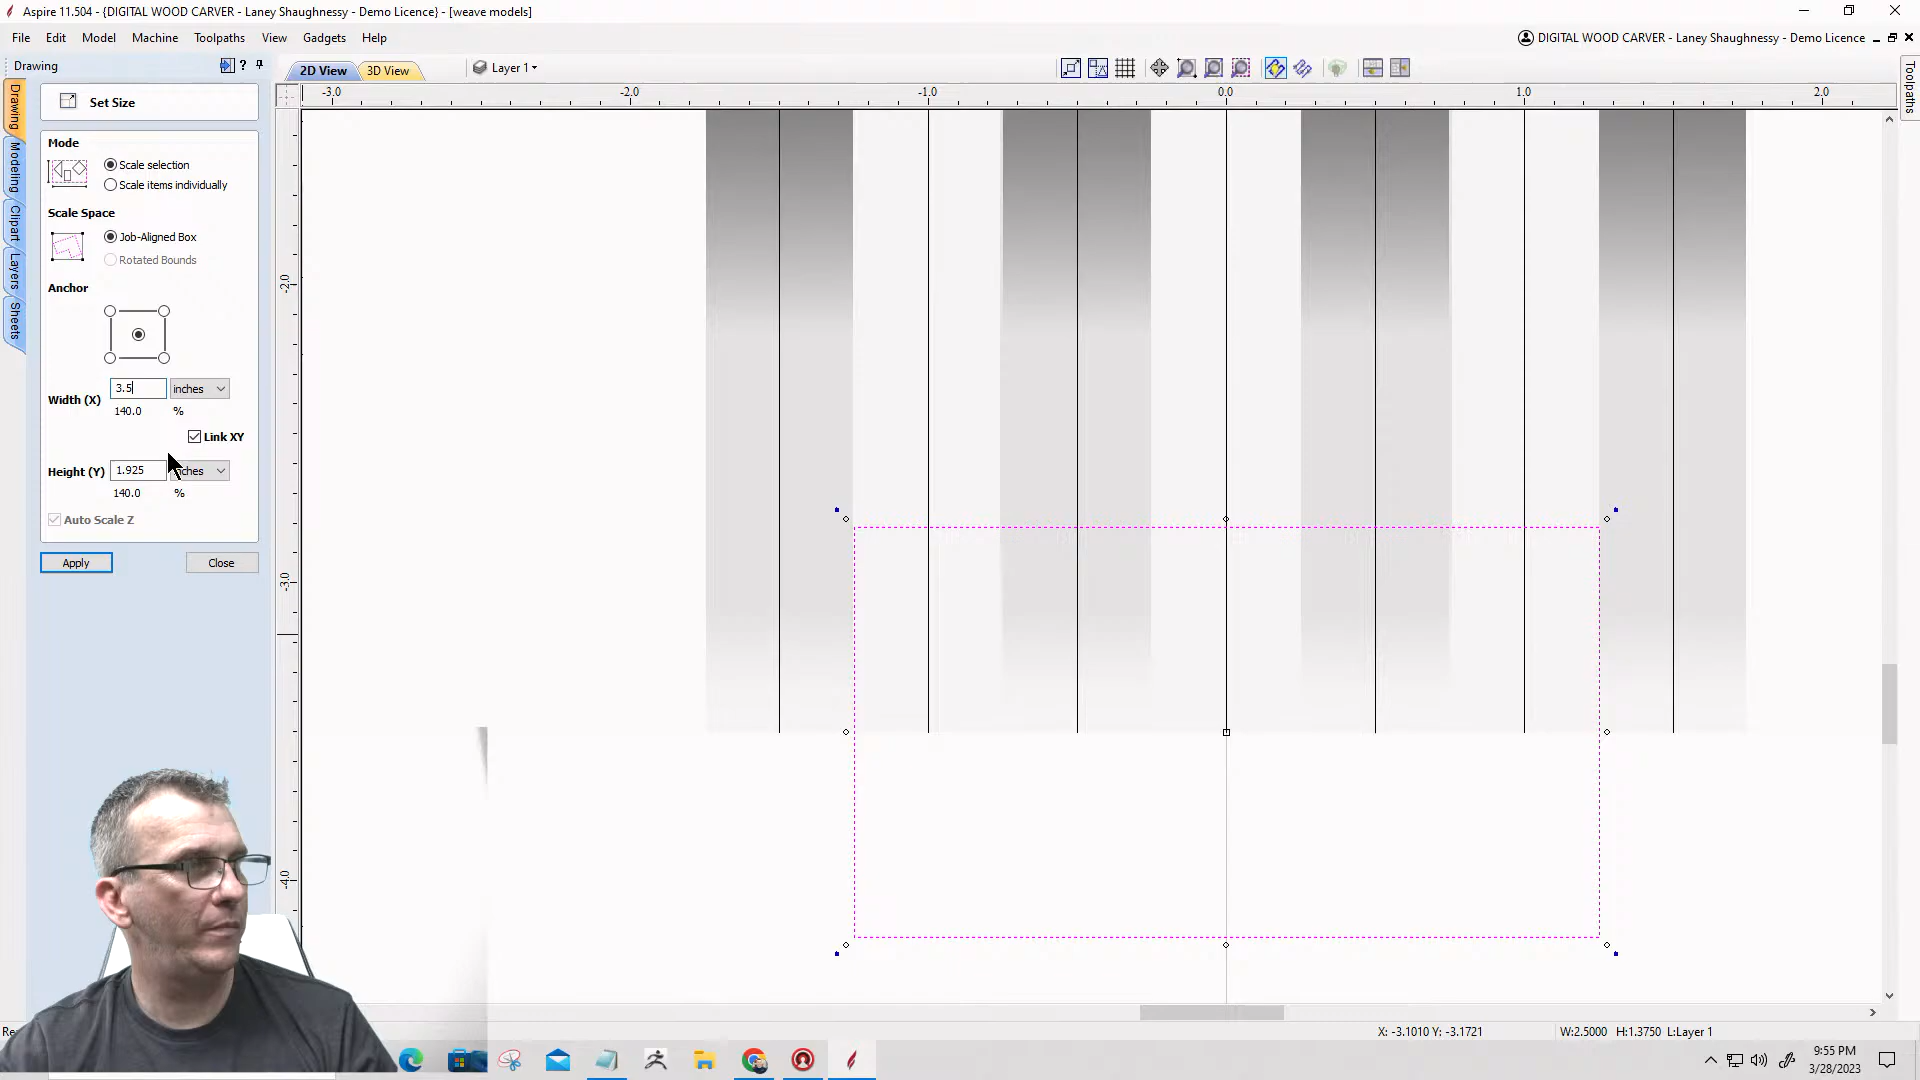 Aspire 11.504 - {DIGITAL WOOD CARVER - Laney Shaughnessy - Demo Licence} - [weave models]
File Edit Model Machine Toolpaths View Gadgets Help
DIGITAL WOOD CARVER - Laney Shaughnessy - Demo Licence
Drawing
2D View
3D View
Layer 1
Toolpaths
Drawing
Modeling
Clipart
Layers
Sheets
Set Size
Mode
Scale selection
Scale items individually
Scale Space
Job-Aligned Box
Rotated Bounds
Anchor
Width (X) 3.5 inches
140.0 %
Link XY
Height (Y) 1.925
140.0 %
Auto Scale Z
Apply Close
-3.0 -2.0 -1.0 0.0 1.0 2.0
-2.0
-3.0
-4.0
X: -3.1010 Y: -3.1721
W:2.5000 H:1.3750 L:Layer 1
9:55 PM
3/28/2023